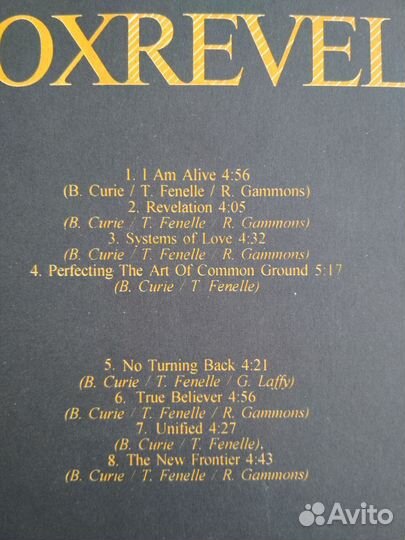 OXREVEL
1. I Am Alive 4:56
(B. Curie / T. Fenelle / R. Gammons)
2. Revelation 4:05
(B. Curie / T. Fenelle / R. Gammons)
3. Systems of Love 4:32
(B. Curie / T. Fenelle / R. Gammons)
4. Perfecting The Art Of Common Ground 5:17
(B. Curie / T. Fenelle)
5. No Turning Back 4:21
(B. Curie / T. Fenelle / G. Laffy)
6. True Believer 4:56
(B. Curie / T. Fenelle / R. Gammons)
7. Unified 4:27
(B. Curie / T. Fenelle)
8. The New Frontier 4:43
(B. Curie / T. Fenelle / R. Gammons)
Avito